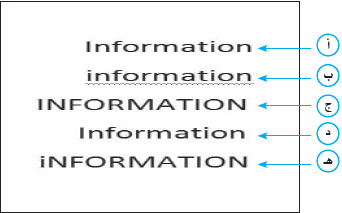 Information أ
information ب
INFORMATION ج
Information د
iNFORMATION هـ